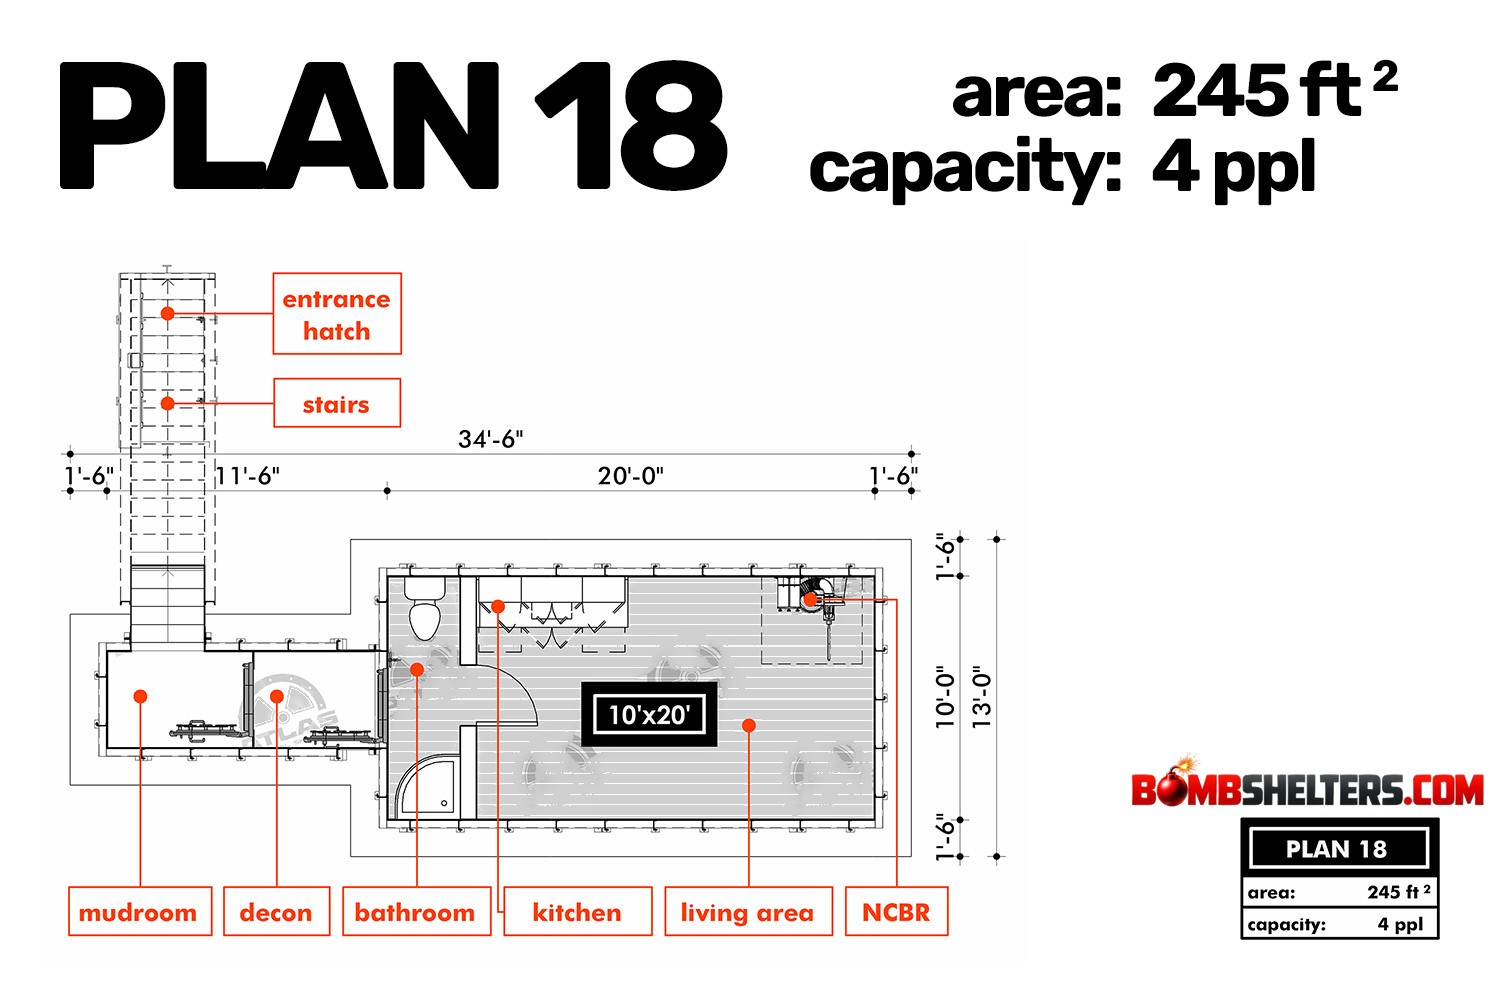 PLAN 18
area: 245 ft²
capacity: 4 ppl
entrance
hatch
stairs
34'-6"
1'-6" 11'-6" 20'-0" 1'-6"
1'-6"
10'-0"
13'-0"
1'-6"
10'x20'
ATLAS
mudroom
decon
bathroom
kitchen
living area
NCBR
BOMBSHELTERS.COM
PLAN 18
area: 245 ft²
capacity: 4 ppl